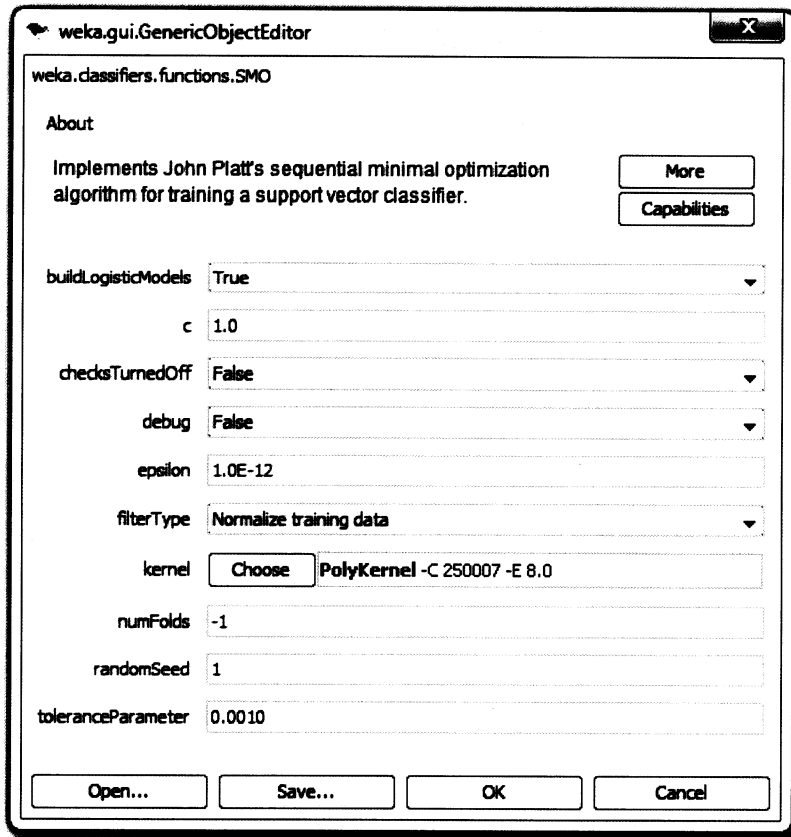 weka.gui.GenericObjectEditor
X
weka.classifiers.functions.SMO
About
Implements John Platt's sequential minimal optimization
algorithm for training a support vector classifier.
More
Capabilities
buildLogisticModels True
c 1.0
checksTurnedOff False
debug False
epsilon 1.0E-12
filterType Normalize training data
kernel Choose PolyKernel -C 250007 -E 8.0
numFolds -1
randomSeed 1
toleranceParameter 0.0010
Open... Save... OK Cancel